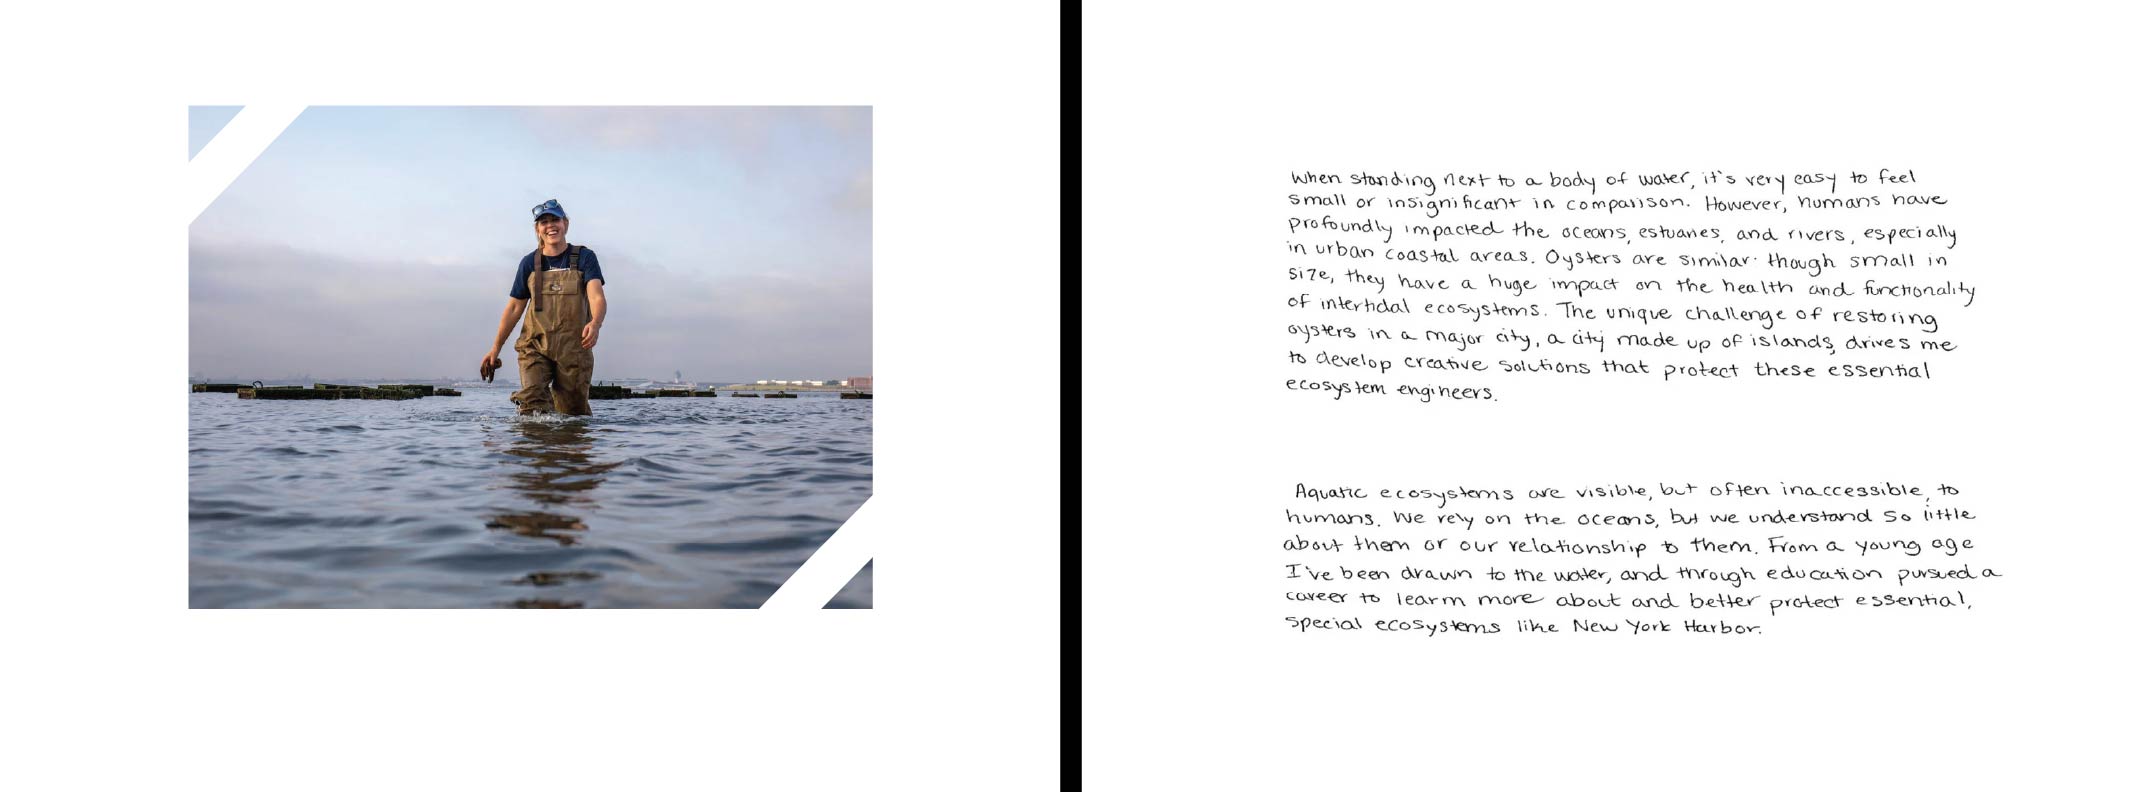 When standing next to a body of water, it's very easy to feel
small or insignificant in comparison. However, humans have
profoundly impacted the oceans, estuaries, and rivers, especially
in urban coastal areas. Oysters are similar: though small in
size, they have a huge impact on the health and functionality
of intertidal ecosystems. The unique challenge of restoring
oysters in a major city, a city made up of islands, drives me
to develop creative solutions that protect these essential
ecosystem engineers.
Aquatic ecosystems are visible, but often inaccessible, to
humans. We rely on the oceans, but we understand so little
about them or our relationship to them. From a young age
I've been drawn to the water, and through education pursued a
career to learn more about and better protect essential,
special ecosystems like New York Harbor.